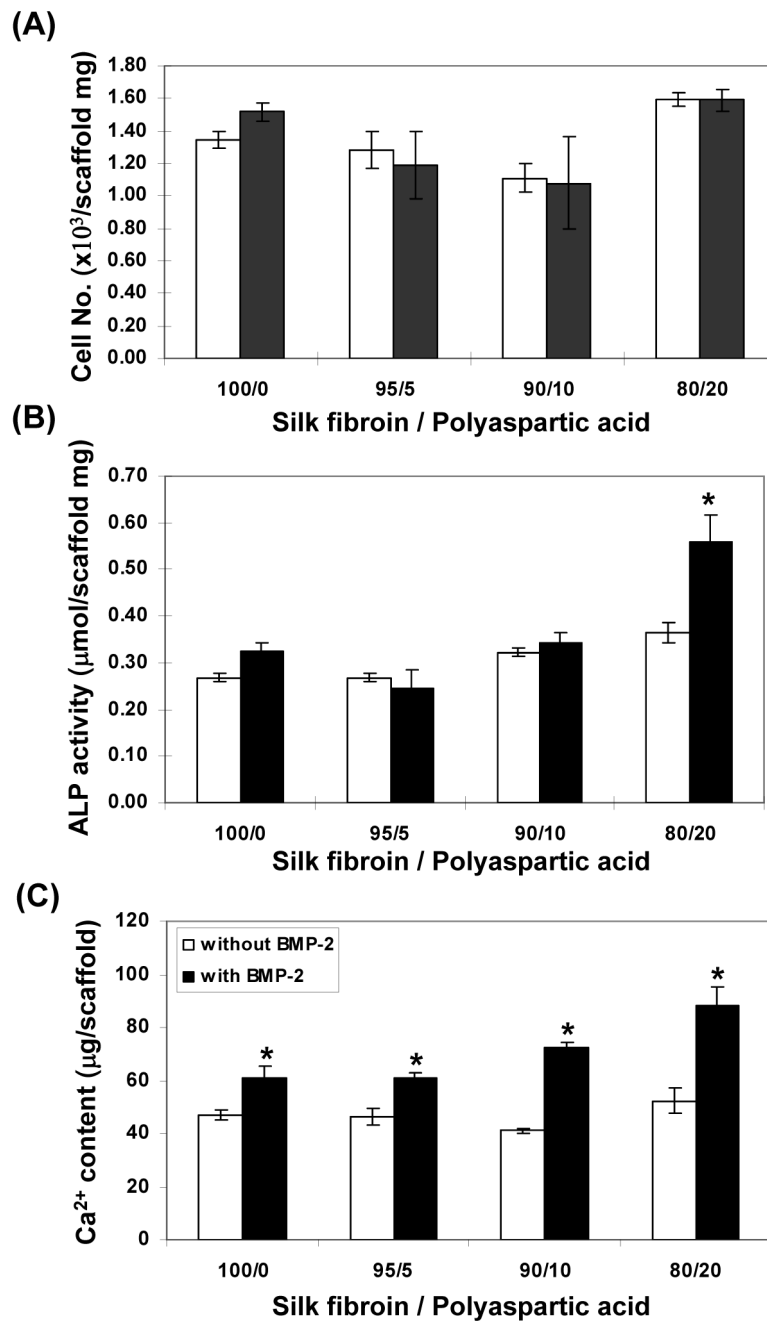 (A)
Cell No. (x10³/scaffold mg)
1.80
1.60
1.40
1.20
1.00
0.80
0.60
0.40
0.20
0.00
100/0 95/5 90/10 80/20
Silk fibroin / Polyaspartic acid
(B)
ALP activity (μmol/scaffold mg)
0.70
0.60
0.50
0.40
0.30
0.20
0.10
0.00
*
100/0 95/5 90/10 80/20
Silk fibroin / Polyaspartic acid
(C)
Ca²⁺ content (μg/scaffold)
120
100
80
60
40
20
0
without BMP-2
with BMP-2
* * * *
100/0 95/5 90/10 80/20
Silk fibroin / Polyaspartic acid